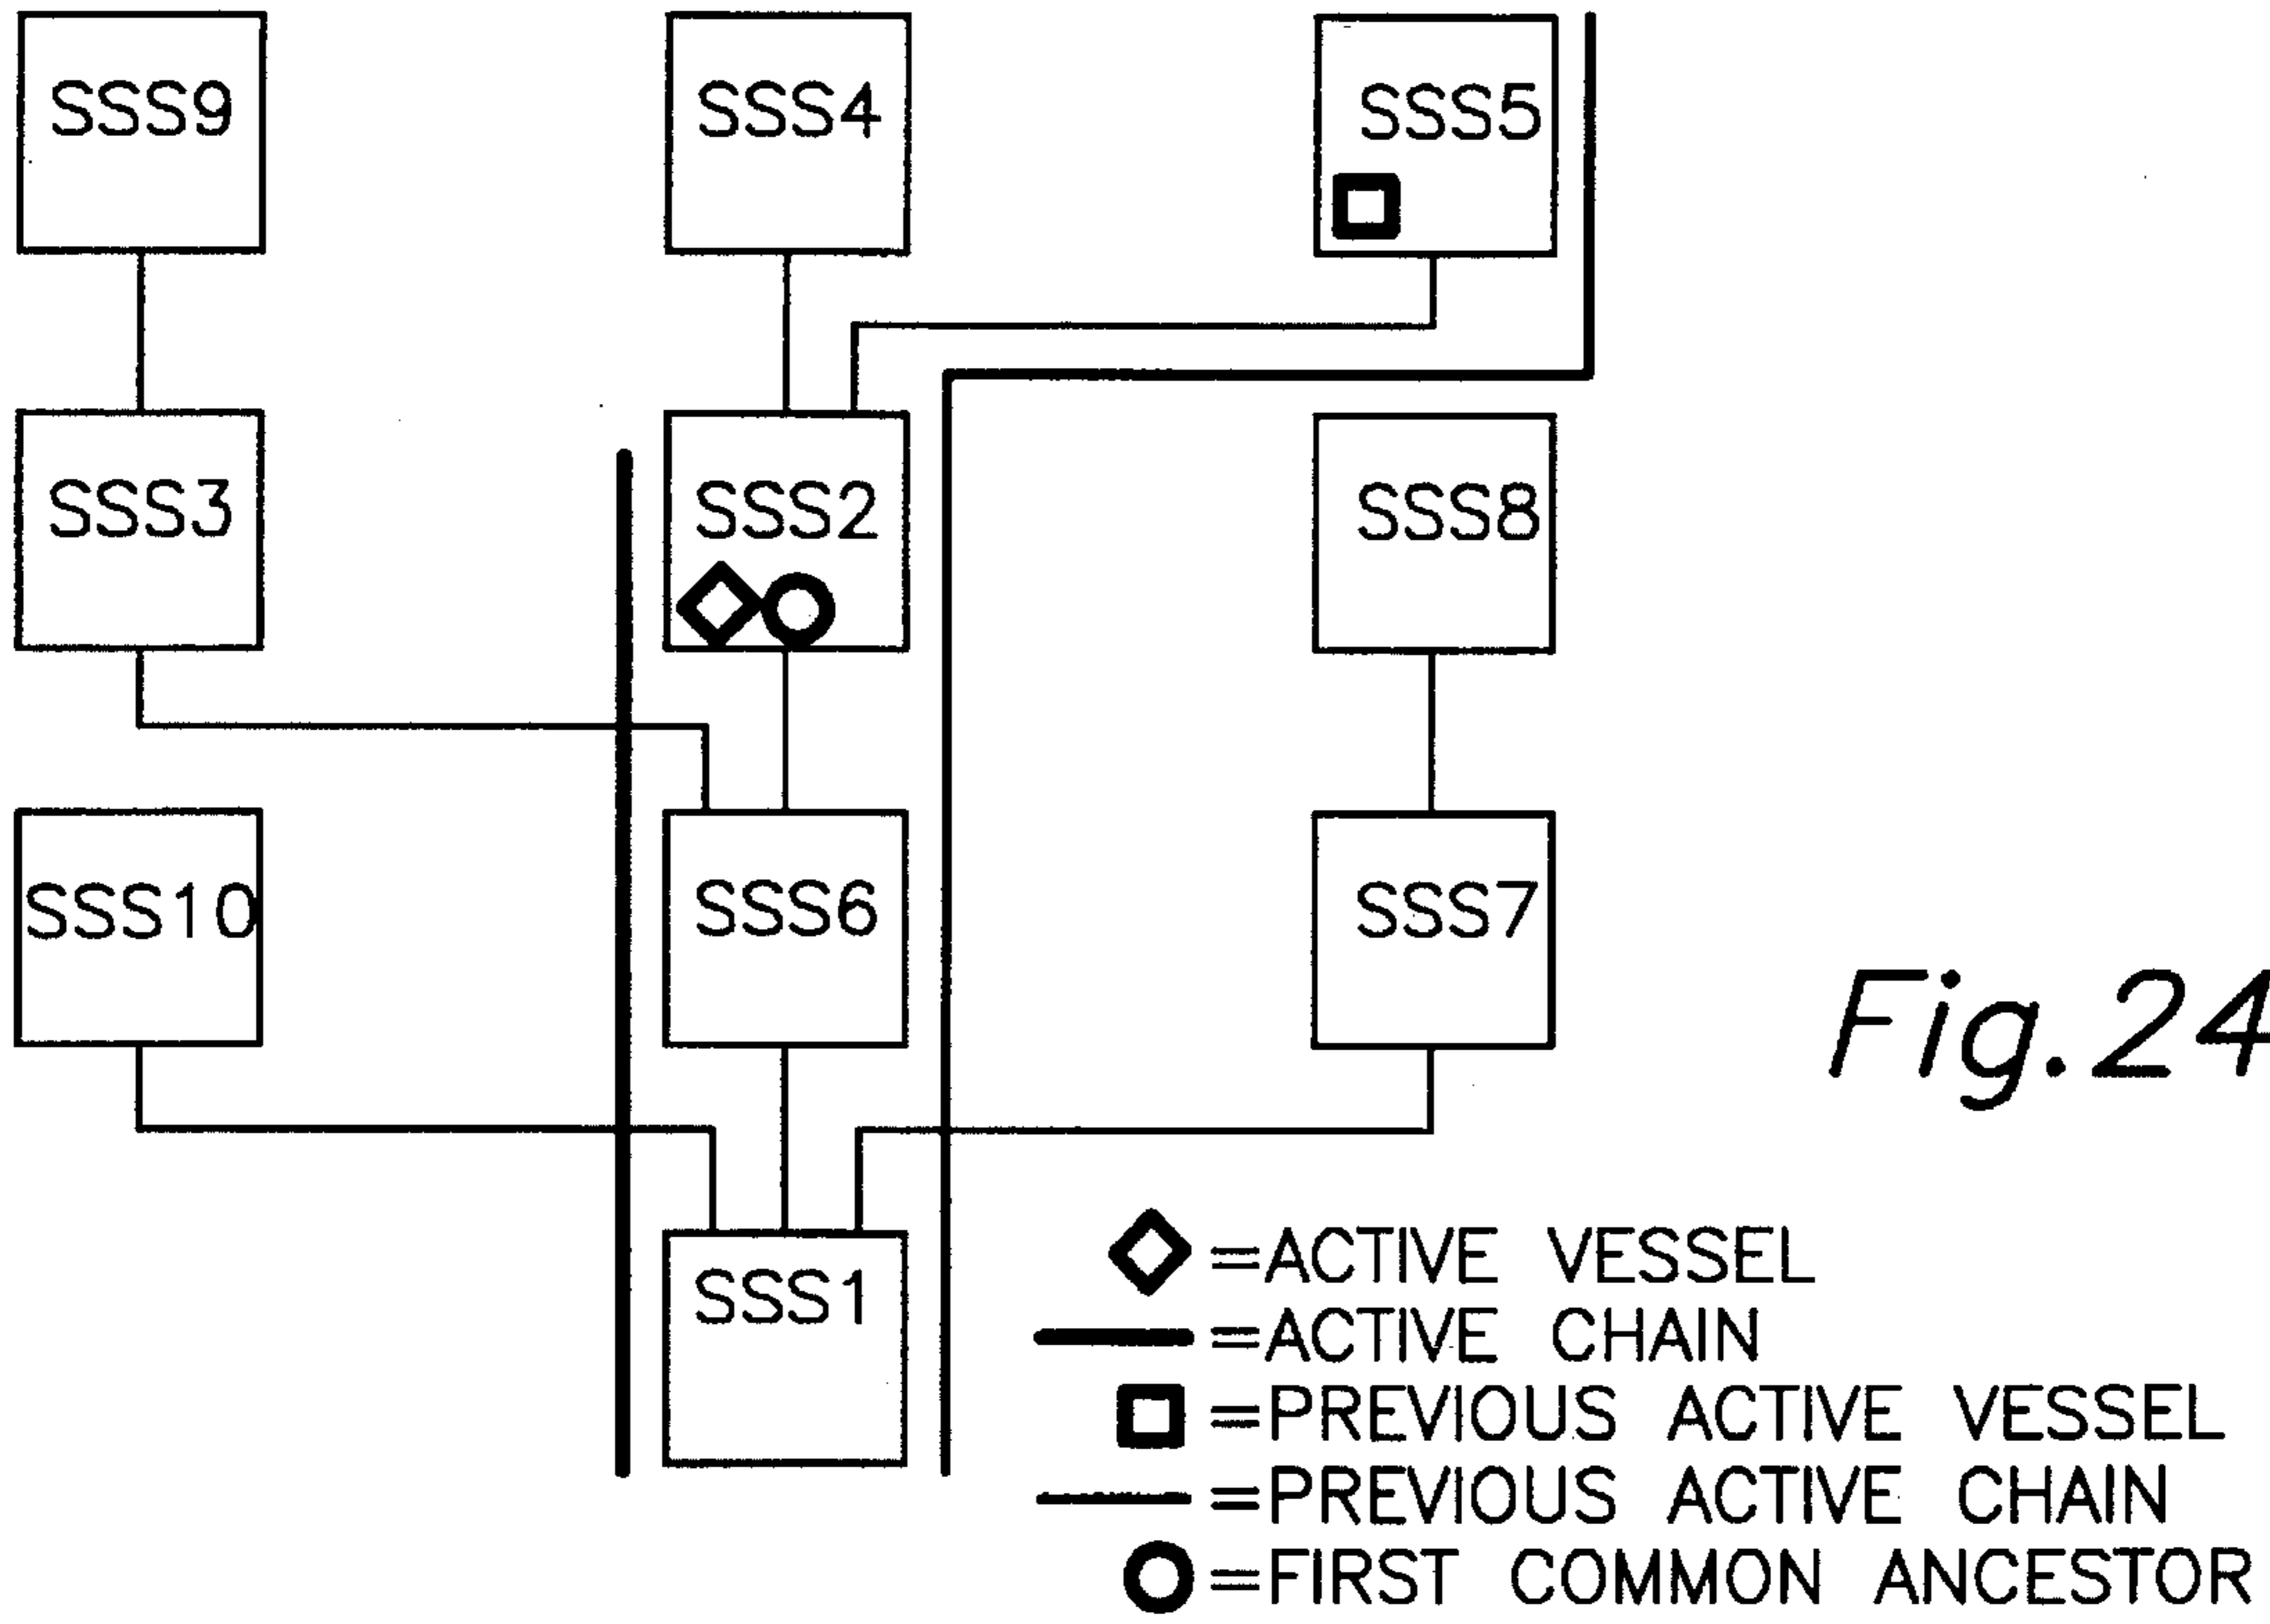 SSS9
SSS4
SSS5
SSS3
SSS2
SSS8
SSS10
SSS6
SSS7
Fig.24
SSS1
=ACTIVE VESSEL
=ACTIVE CHAIN
=PREVIOUS ACTIVE VESSEL
=PREVIOUS ACTIVE CHAIN
=FIRST COMMON ANCESTOR